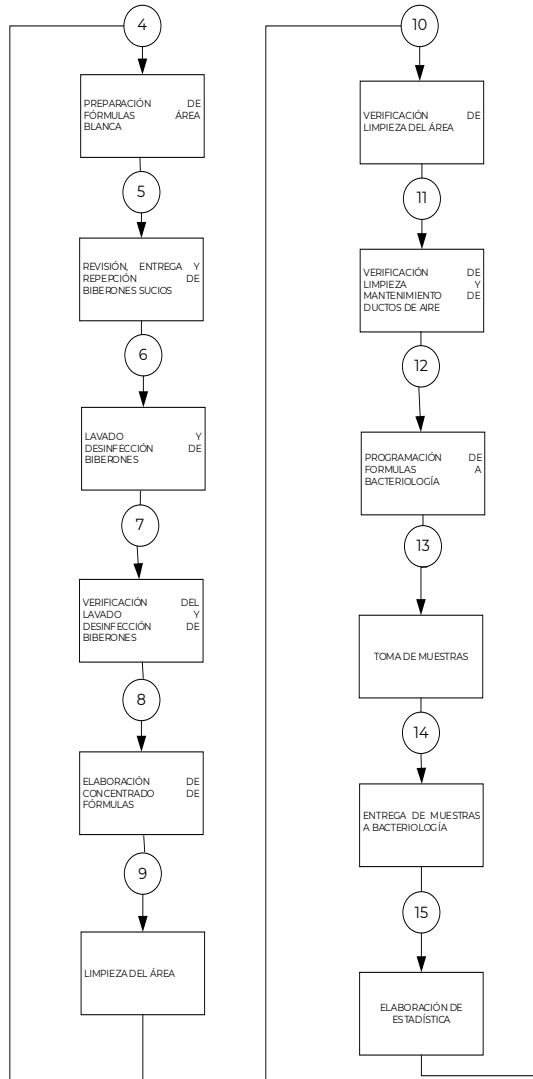 4
PREPARACIÓN DE
FÓRMULAS ÁREA
BLANCA
5
REVISIÓN, ENTREGA Y
REPEPCIÓN DE
BIBERONES SUCIOS
6
LAVADO Y
DESINFECCIÓN DE
BIBERONES
7
VERIFICACIÓN DEL
LAVADO Y
DESINFECCIÓN DE
BIBERONES
8
ELABORACIÓN DE
CONCENTRADO DE
FÓRMULAS
9
LIMPIEZA DEL ÁREA
10
VERIFICACIÓN DE
LIMPIEZA DEL ÁREA
11
VERIFICACIÓN DE
LIMPIEZA Y
MANTENIMIENTO DE
DUCTOS DE AIRE
12
PROGRAMACIÓN DE
FORMULAS A
BACTERIOLOGÍA
13
TOMA DE MUESTRAS
14
ENTREGA DE MUESTRAS
A BACTERIOLOGÍA
15
ELABORACIÓN DE
ESTADÍSTICA